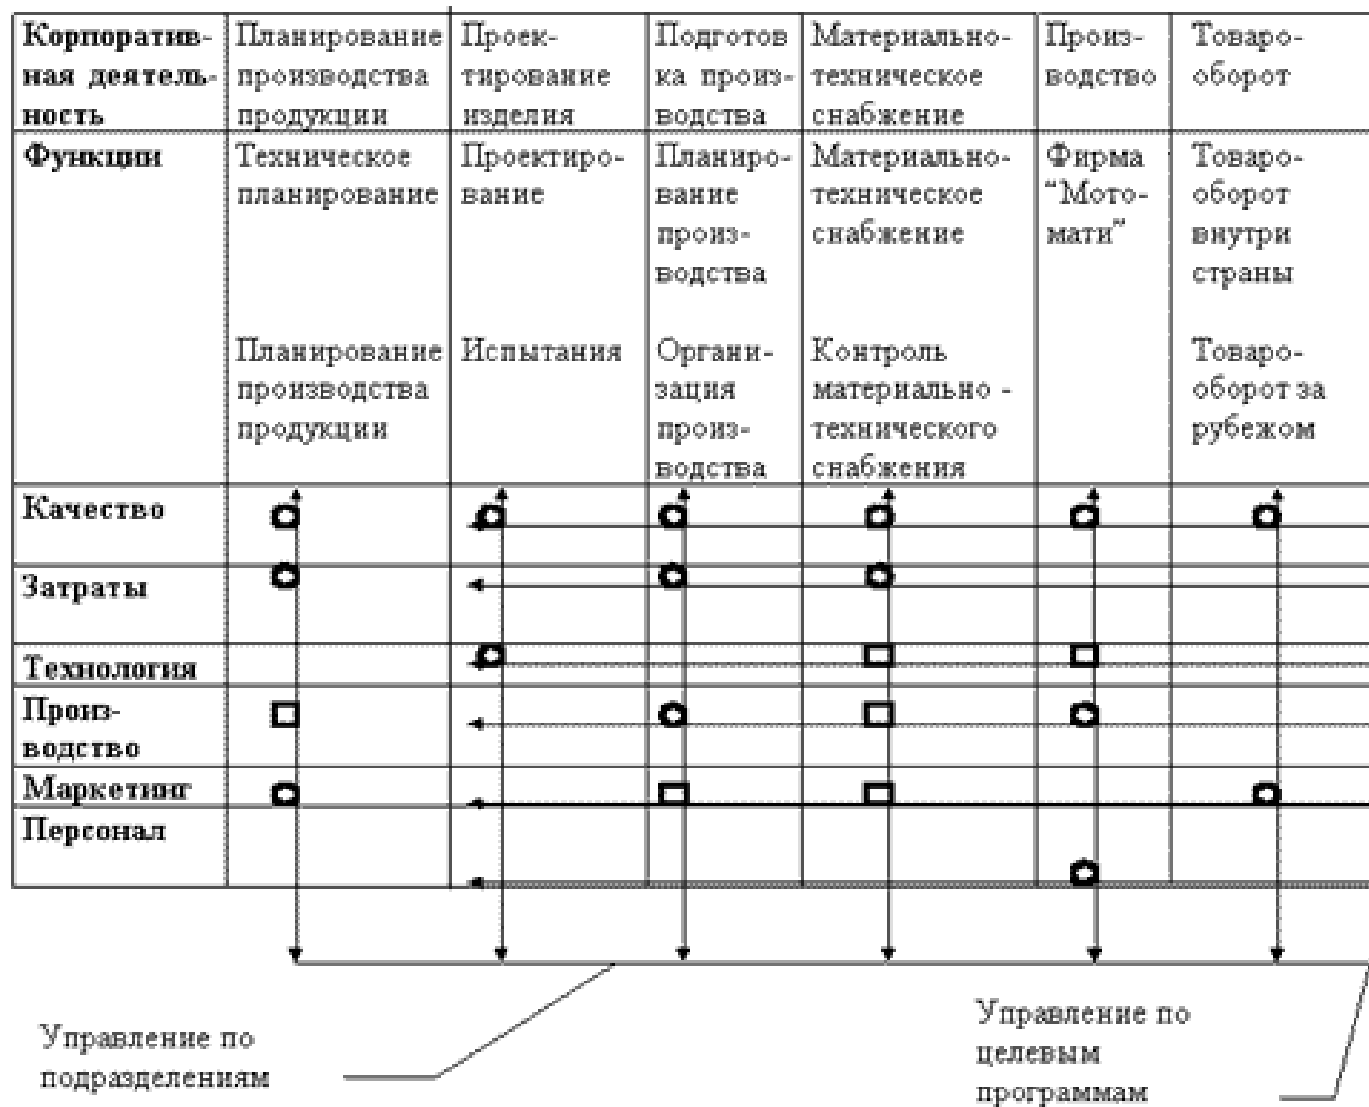 Корпоратив-
ная деятель-
ность
Планирование
производства
продукции
Проек-
тирование
изделия
Подготов
ка произ-
водства
Материально-
техническое
снабжение
Произ-
водство
Товаро-
оборот
Функции
Техническое
планирование
Планирование
производства
продукции
Проектиро-
вание
Испытания
Планиро-
вание
произ-
водства
Органи-
зация
произ-
водства
Материально-
техническое
снабжение
Контроль
материально -
технического
снабжения
Фирма
“Мото-
мати”
Товаро-
оборот
внутри
страны
Товаро-
оборот за
рубежом
Качество
Затраты
Технология
Произ-
водство
Маркетинг
Персонал
Управление по
подразделениям
Управление по
целевым
программам